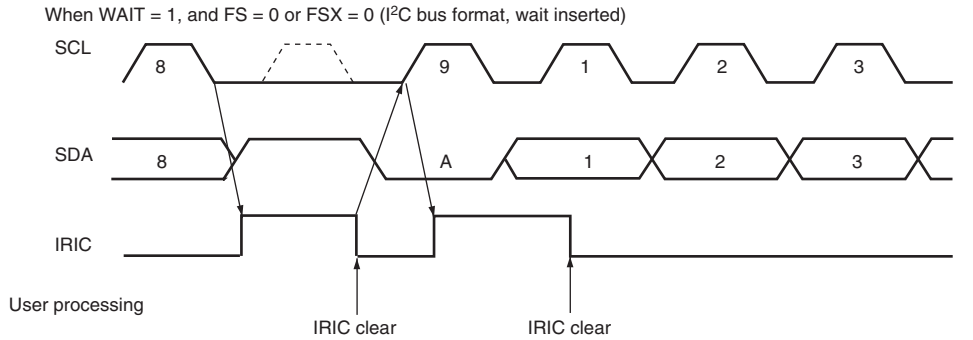 When WAIT = 1, and FS = 0 or FSX = 0 (I²C bus format, wait inserted)
SCL
8 9 1 2 3
SDA
8 A 1 2 3
IRIC
User processing
IRIC clear IRIC clear